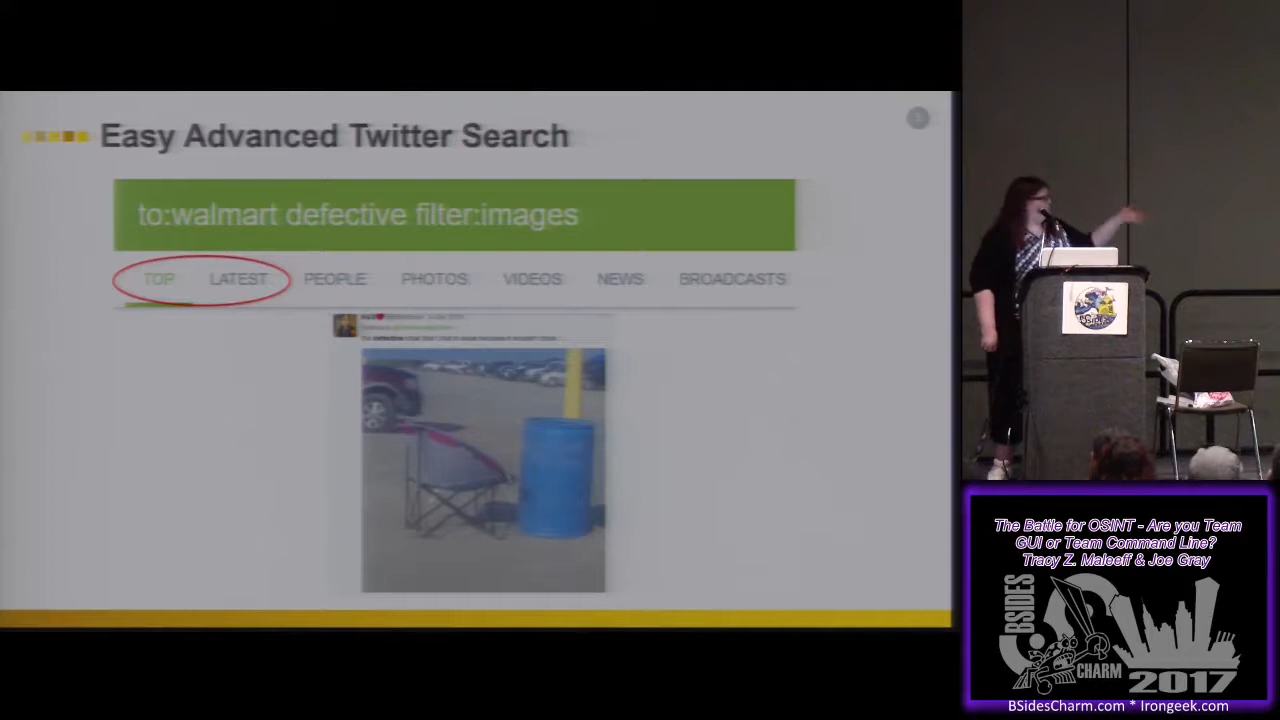 Easy Advanced Twitter Search
to:walmart defective filter:images
TOP LATEST PEOPLE PHOTOS VIDEOS NEWS BROADCASTS
The Battle for OSINT - Are you Team
GUI or Team Command Line?
Tracy Z. Maleeff & Joe Gray
BSIDES
CHARM
2017
BSidesCharm.com * Irongeek.com